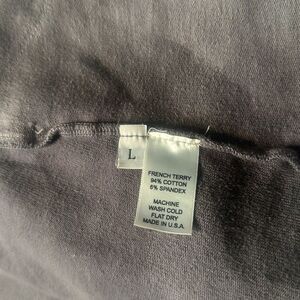 L
FRENCH TERRY
94% COTTON
6% SPANDEX
MACHINE
WASH COLD
FLAT DRY
MADE IN U.S.A.